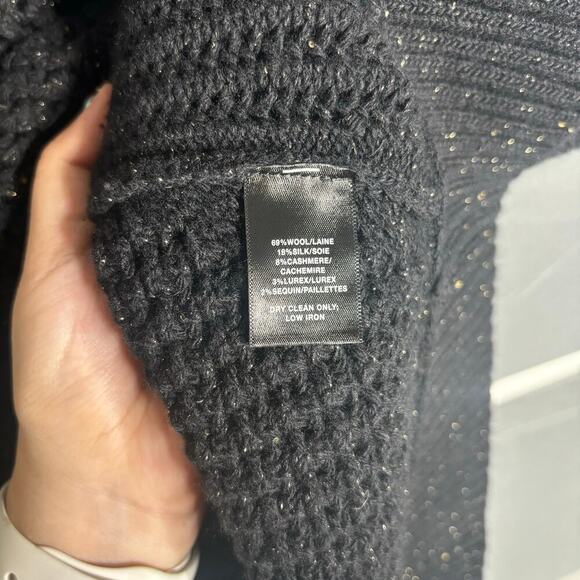 69%WOOL/LAINE
19%SILK/SOIE
8%CASHMERE/
CACHEMIRE
3%LUREX/LUREX
2%SEQUIN/PAILLETTES
DRY CLEAN ONLY:
LOW IRON